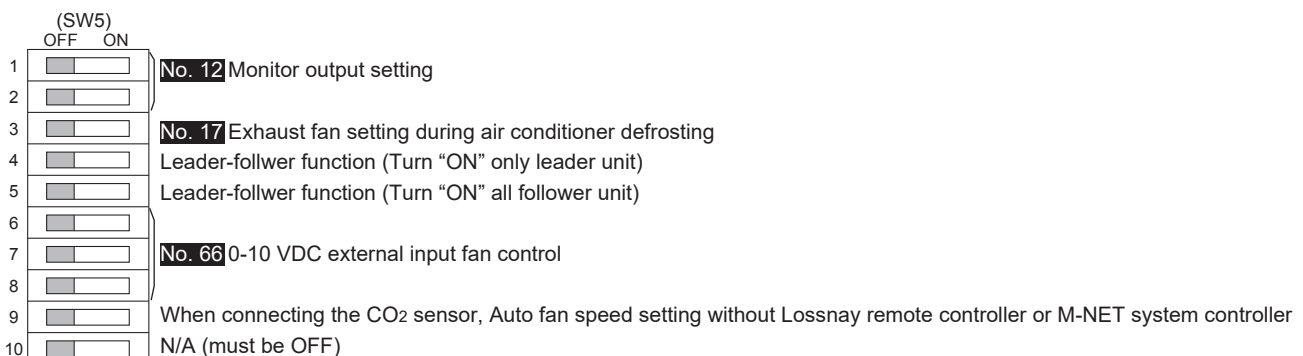 (SW5)
OFF ON
1 No. 12 Monitor output setting
2
3 No. 17 Exhaust fan setting during air conditioner defrosting
4 Leader-follwer function (Turn “ON” only leader unit)
5 Leader-follwer function (Turn “ON” all follower unit)
6
7 No. 66 0-10 VDC external input fan control
8
9 When connecting the CO2 sensor, Auto fan speed setting without Lossnay remote controller or M-NET system controller
10 N/A (must be OFF)